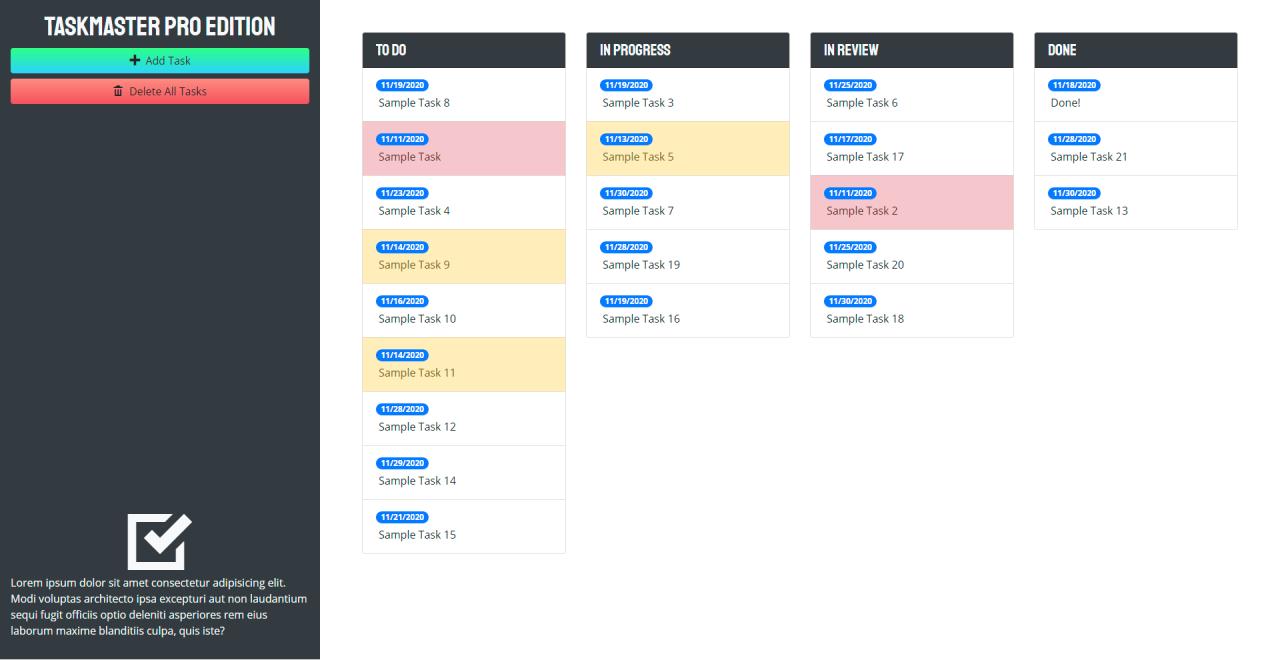 TASKMASTER PRO EDITION
Add Task
Delete All Tasks
Lorem ipsum dolor sit amet consectetur adipisicing elit.
Modi voluptas architecto ipsa excepturi aut non laudantium
sequi fugit officiis optio deleniti asperiores rem eius
laborum maxime blanditiis culpa, quis iste?
TO DO
11/19/2020
Sample Task 8
11/11/2020
Sample Task
11/23/2020
Sample Task 4
11/14/2020
Sample Task 9
11/16/2020
Sample Task 10
11/14/2020
Sample Task 11
11/28/2020
Sample Task 12
11/29/2020
Sample Task 14
11/21/2020
Sample Task 15
IN PROGRESS
11/19/2020
Sample Task 3
11/13/2020
Sample Task 5
11/30/2020
Sample Task 7
11/28/2020
Sample Task 19
11/19/2020
Sample Task 16
IN REVIEW
11/25/2020
Sample Task 6
11/17/2020
Sample Task 17
11/11/2020
Sample Task 2
11/25/2020
Sample Task 20
11/30/2020
Sample Task 18
DONE
11/18/2020
Done!
11/28/2020
Sample Task 21
11/30/2020
Sample Task 13